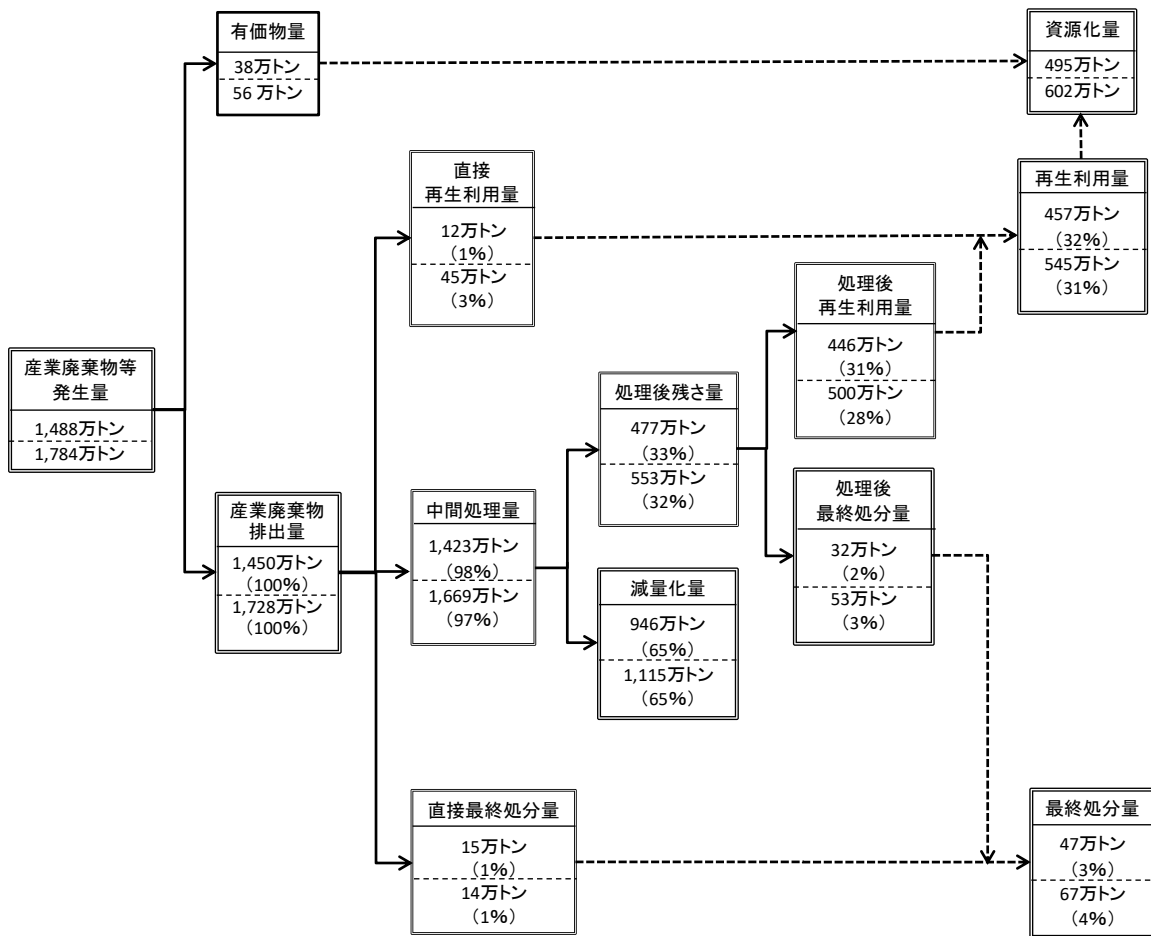 有価物量
38万トン
56 万トン
資源化量
495万トン
602万トン
直接
再生利用量
12万トン
(1%)
45万トン
(3%)
再生利用量
457万トン
(32%)
545万トン
(31%)
処理後
再生利用量
446万トン
(31%)
500万トン
(28%)
産業廃棄物等
発生量
1,488万トン
1,784万トン
処理後残さ量
477万トン
(33%)
553万トン
(32%)
産業廃棄物
排出量
1,450万トン
(100%)
1,728万トン
(100%)
中間処理量
1,423万トン
(98%)
1,669万トン
(97%)
処理後
最終処分量
32万トン
(2%)
53万トン
(3%)
減量化量
946万トン
(65%)
1,115万トン
(65%)
直接最終処分量
15万トン
(1%)
14万トン
(1%)
最終処分量
47万トン
(3%)
67万トン
(4%)